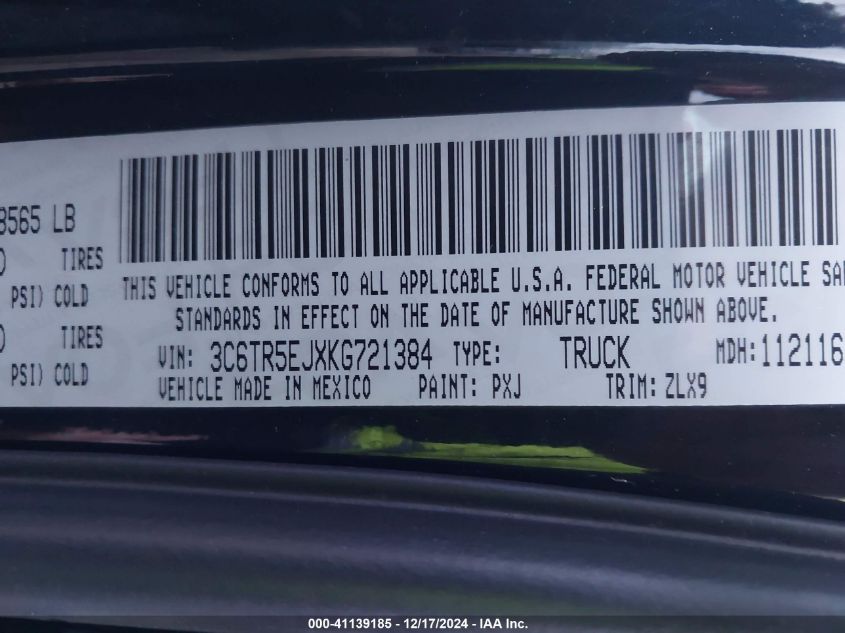 8565 LB
TIRES
PSI) COLD
TIRES
PSI) COLD
THIS VEHICLE CONFORMS TO ALL APPLICABLE U.S.A. FEDERAL MOTOR VEHICLE SA
STANDARDS IN EFFECT ON THE DATE OF MANUFACTURE SHOWN ABOVE.
VIN: 3C6TR5EJXKG721384 TYPE: TRUCK MDH: 112116
VEHICLE MADE IN MEXICO PAINT: PXJ TRIM: ZLX9
000-41139185 - 12/17/2024 - IAA Inc.